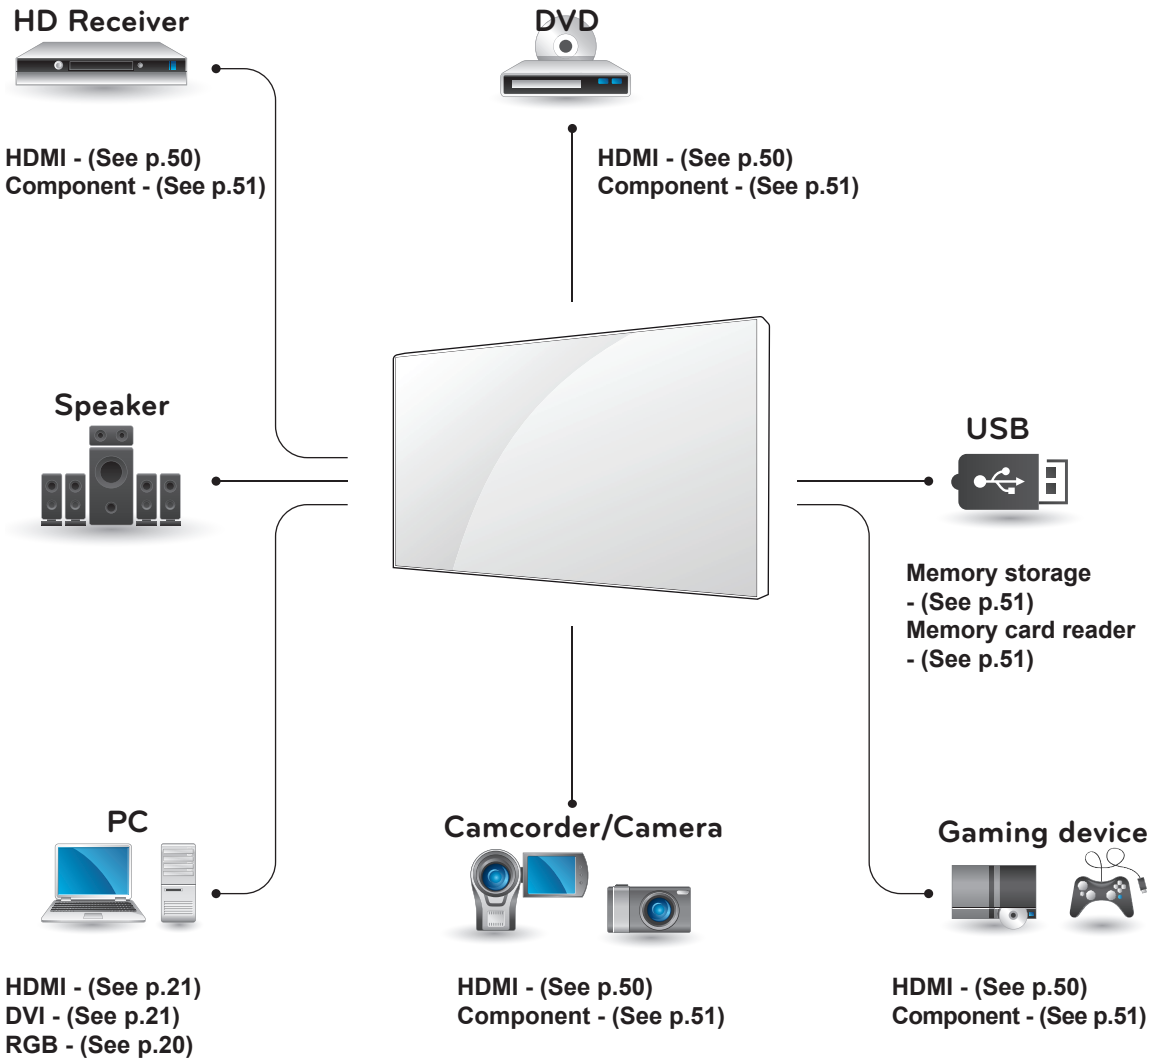 HD Receiver
HDMI - (See p.50)
Component - (See p.51)
DVD
HDMI - (See p.50)
Component - (See p.51)
Speaker
USB
Memory storage
- (See p.51)
Memory card reader
- (See p.51)
PC
HDMI - (See p.21)
DVI - (See p.21)
RGB - (See p.20)
Camcorder/Camera
HDMI - (See p.50)
Component - (See p.51)
Gaming device
HDMI - (See p.50)
Component - (See p.51)